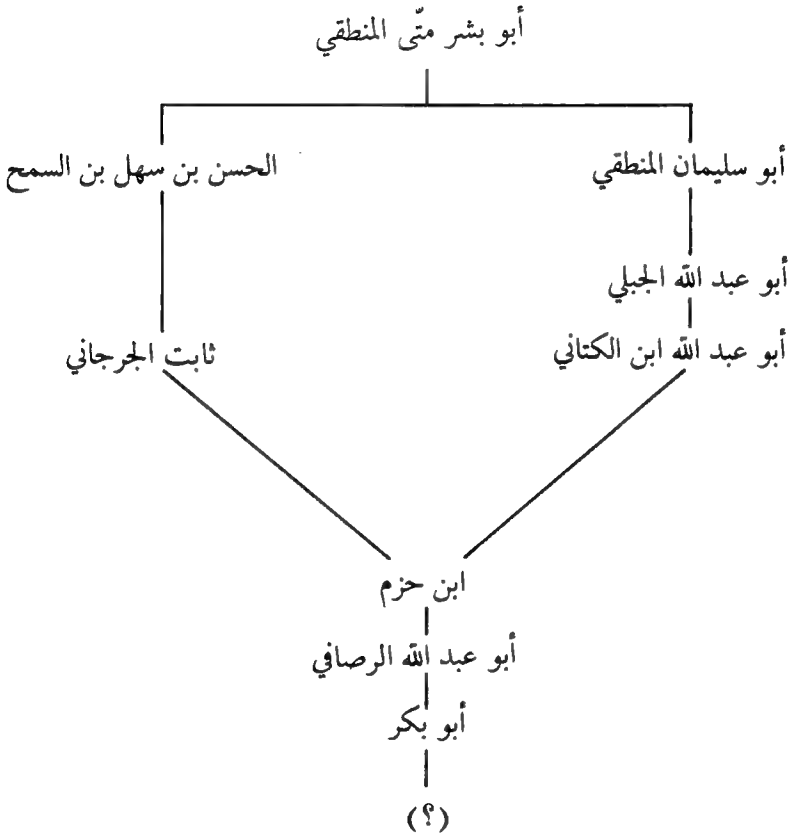 أبو بشر متّى المنطقي
أبو سليمان المنطقي
الحسن بن سهل بن السمح
أبو عبد الله الجبلي
أبو عبد الله ابن الكتاني
ثابت الجرجاني
ابن حزم
أبو عبد الله الرصافي
أبو بكر
(؟)